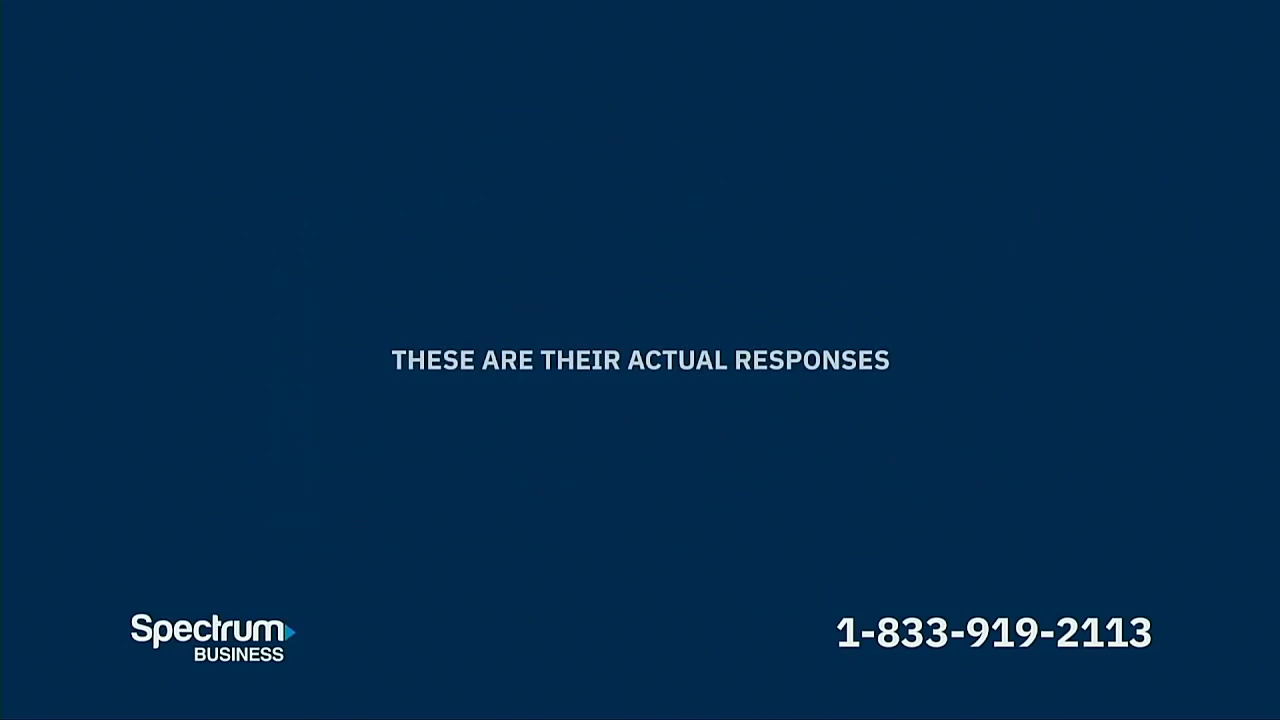 THESE ARE THEIR ACTUAL RESPONSES
Spectrum
BUSINESS
1-833-919-2113